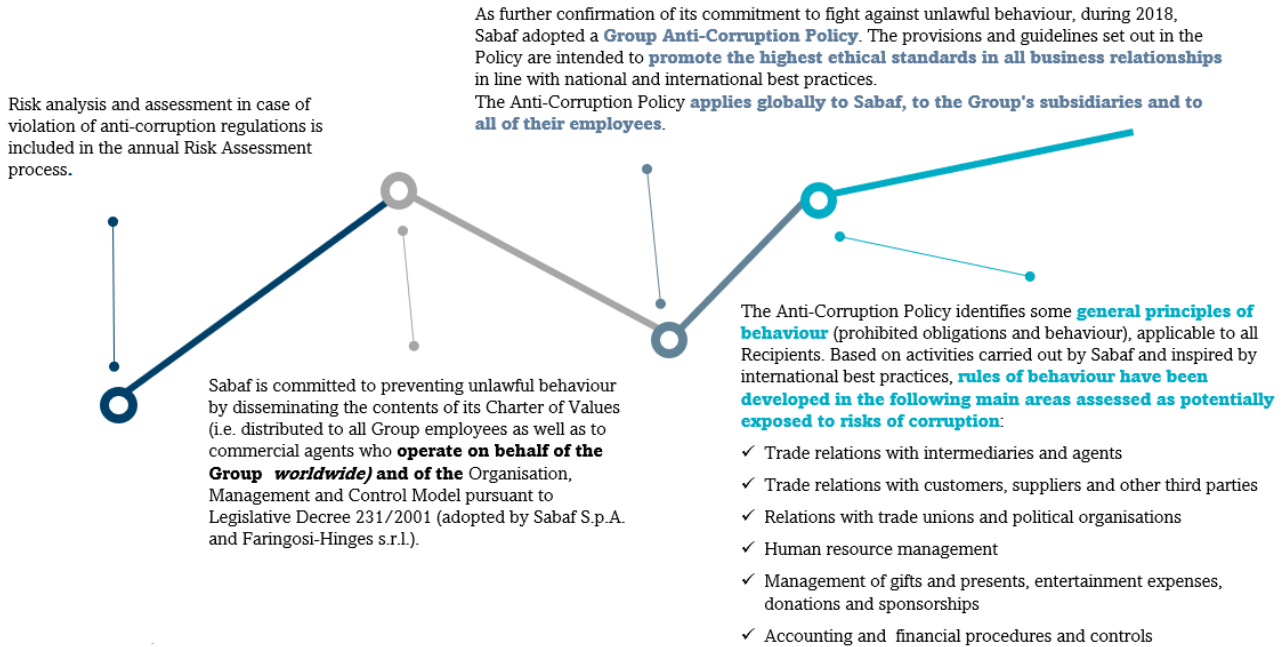 Risk analysis and assessment in case of
violation of anti-corruption regulations is
included in the annual Risk Assessment
process.
Sabaf is committed to preventing unlawful behaviour
by disseminating the contents of its Charter of Values
(i.e. distributed to all Group employees as well as to
commercial agents who operate on behalf of the
Group worldwide) and of the Organisation,
Management and Control Model pursuant to
Legislative Decree 231/2001 (adopted by Sabaf S.p.A.
and Faringosi-Hinges s.r.l.).
As further confirmation of its commitment to fight against unlawful behaviour, during 2018,
Sabaf adopted a Group Anti-Corruption Policy. The provisions and guidelines set out in the
Policy are intended to promote the highest ethical standards in all business relationships
in line with national and international best practices.
The Anti-Corruption Policy applies globally to Sabaf, to the Group's subsidiaries and to
all of their employees.
The Anti-Corruption Policy identifies some general principles of
behaviour (prohibited obligations and behaviour), applicable to all
Recipients. Based on activities carried out by Sabaf and inspired by
international best practices, rules of behaviour have been
developed in the following main areas assessed as potentially
exposed to risks of corruption:
✓ Trade relations with intermediaries and agents
✓ Trade relations with customers, suppliers and other third parties
✓ Relations with trade unions and political organisations
✓ Human resource management
✓ Management of gifts and presents, entertainment expenses,
donations and sponsorships
✓ Accounting and financial procedures and controls